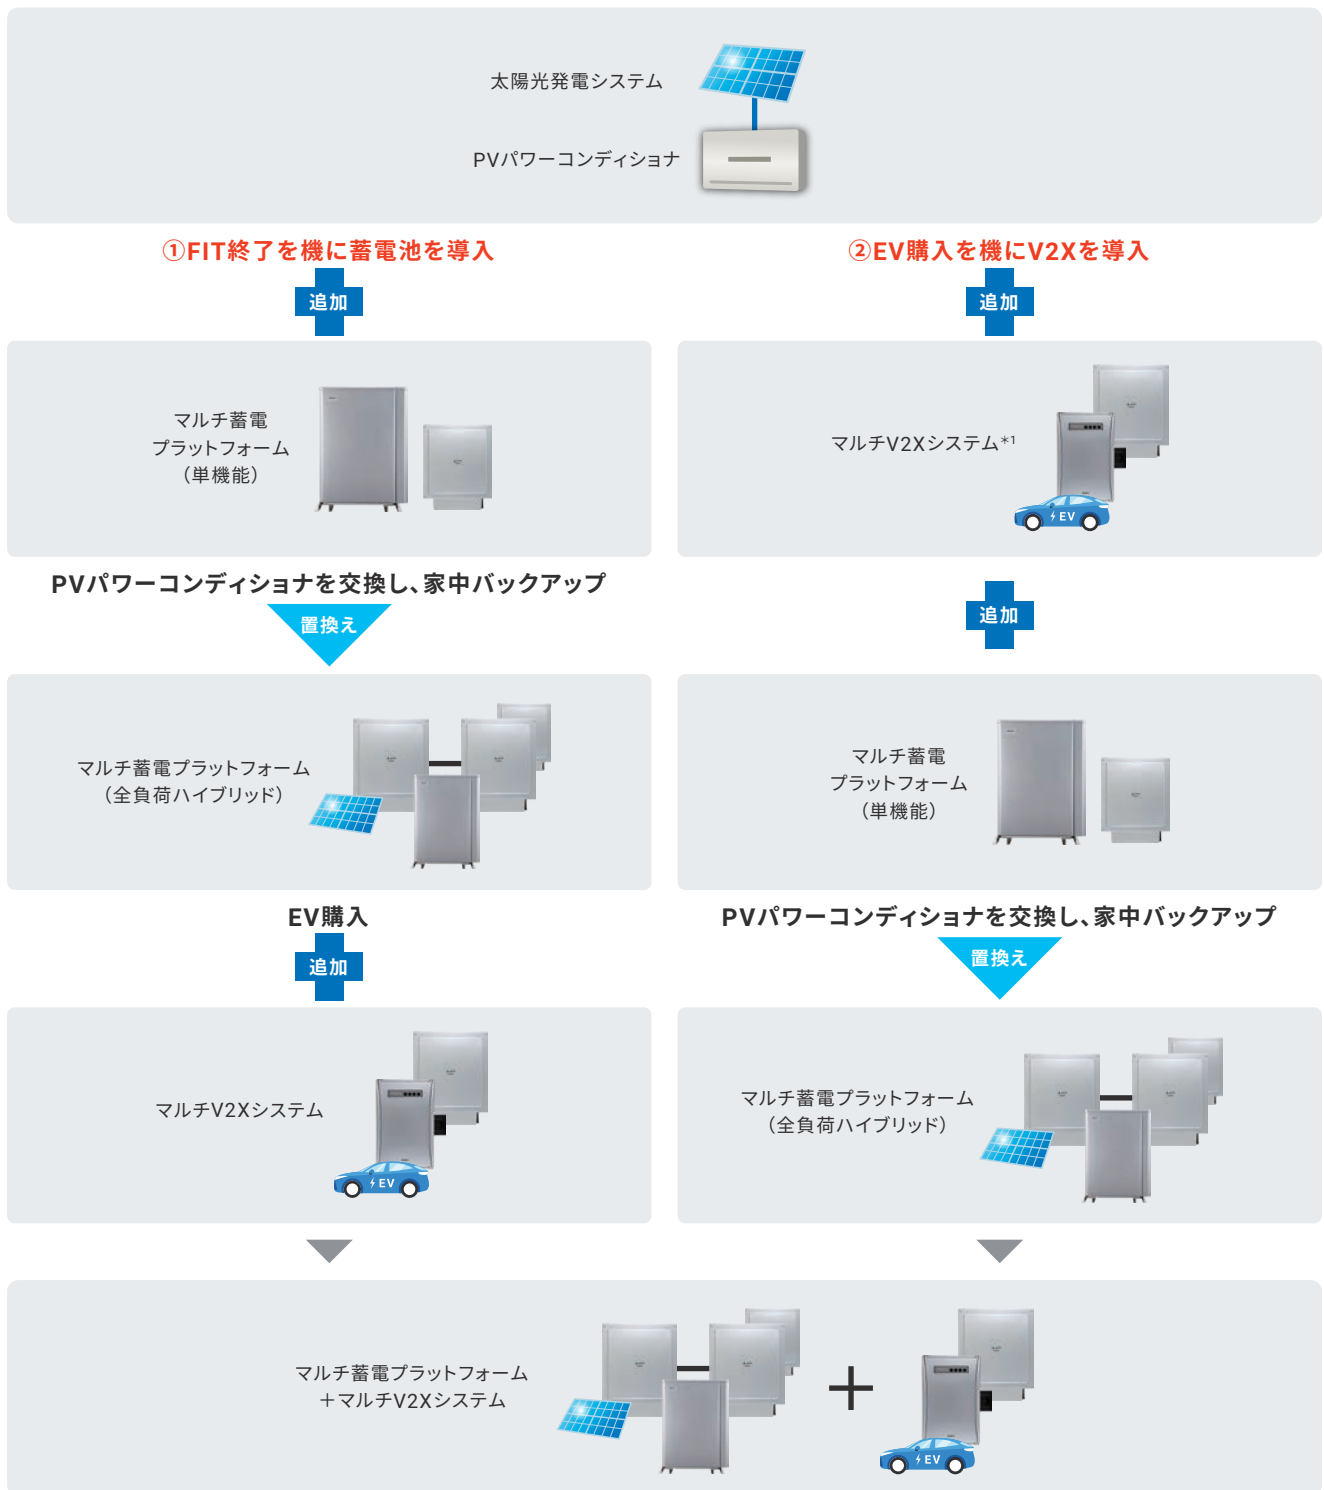 太陽光発電システム
PVパワーコンディショナ
①FIT終了を機に蓄電池を導入
追加
マルチ蓄電
プラットフォーム
（単機能）
PVパワーコンディショナを交換し、家中バックアップ
置換え
マルチ蓄電プラットフォーム
（全負荷ハイブリッド）
EV購入
追加
マルチV2Xシステム
EV
②EV購入を機にV2Xを導入
追加
マルチV2Xシステム*1
EV
追加
マルチ蓄電
プラットフォーム
（単機能）
PVパワーコンディショナを交換し、家中バックアップ
置換え
マルチ蓄電プラットフォーム
（全負荷ハイブリッド）
マルチ蓄電プラットフォーム
＋マルチV2Xシステム
EV